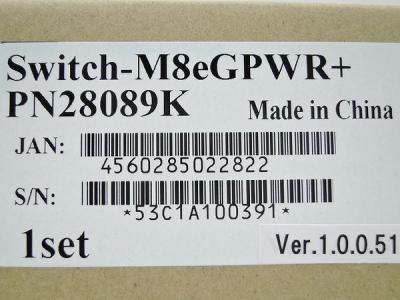 Switch-M8eGPWR+
PN28089K Made in China
JAN:
4560285022822
S/N:
*53C1A100391*
1set Ver.1.0.0.51